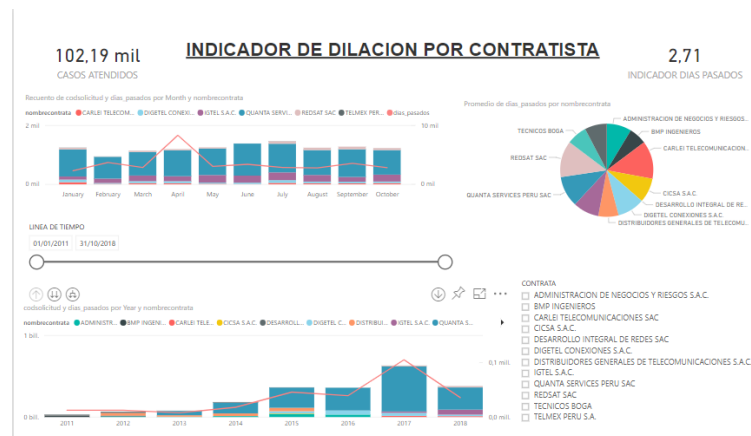 INDICADOR DE DILACION POR CONTRATISTA
102,19 mil
CASOS ATENDIDOS
2,71
INDICADOR DIAS PASADOS
Recuento de codsolicitud y dias_pasados por Month y nombrecontrata
nombrecontrata CARLEI TELECOM... DIGETEL CONEXI... IGTEL S.A.C. QUANTA SERVI... REDSAT SAC TELMEX PER... dias_pasados
2 mil
10 mil
0 mil
0 mil
January February March April May June July August September October
Promedio de dias_pasados por nombrecontrata
ADMINISTRACION DE NEGOCIOS Y RIESGOS...
BMP INGENIEROS
CARLEI TELECOMUNICACION...
CICSA S.A.C.
DESARROLLO INTEGRAL DE RE...
DIGETEL CONEXIONES S.A.C.
DISTRIBUIDORES GENERALES DE TELECOMU...
QUANTA SERVICES PERU SAC
REDSAT SAC
TECNICOS BOGA
LINEA DE TIEMPO
01/01/2011 31/10/2018
codsolicitud y dias_pasados por Year y nombrecontrata
nombrecontrata ADMINISTR... BMP INGENI... CARLEI TELE... CICSA S.A.C. DESARROLL... DIGETEL C... DISTRIBUI... IGTEL S.A.C. QUANTA S...
1 bil.
0,1 mill.
0 bil.
0,0 mill.
2011 2012 2013 2014 2015 2016 2017 2018
CONTRATA
ADMINISTRACION DE NEGOCIOS Y RIESGOS S.A.C.
BMP INGENIEROS
CARLEI TELECOMUNICACIONES SAC
CICSA S.A.C.
DESARROLLO INTEGRAL DE REDES SAC
DIGETEL CONEXIONES S.A.C.
DISTRIBUIDORES GENERALES DE TELECOMUNICACIONES S.A.C.
IGTEL S.A.C.
QUANTA SERVICES PERU SAC
REDSAT SAC
TECNICOS BOGA
TELMEX PERU S.A.